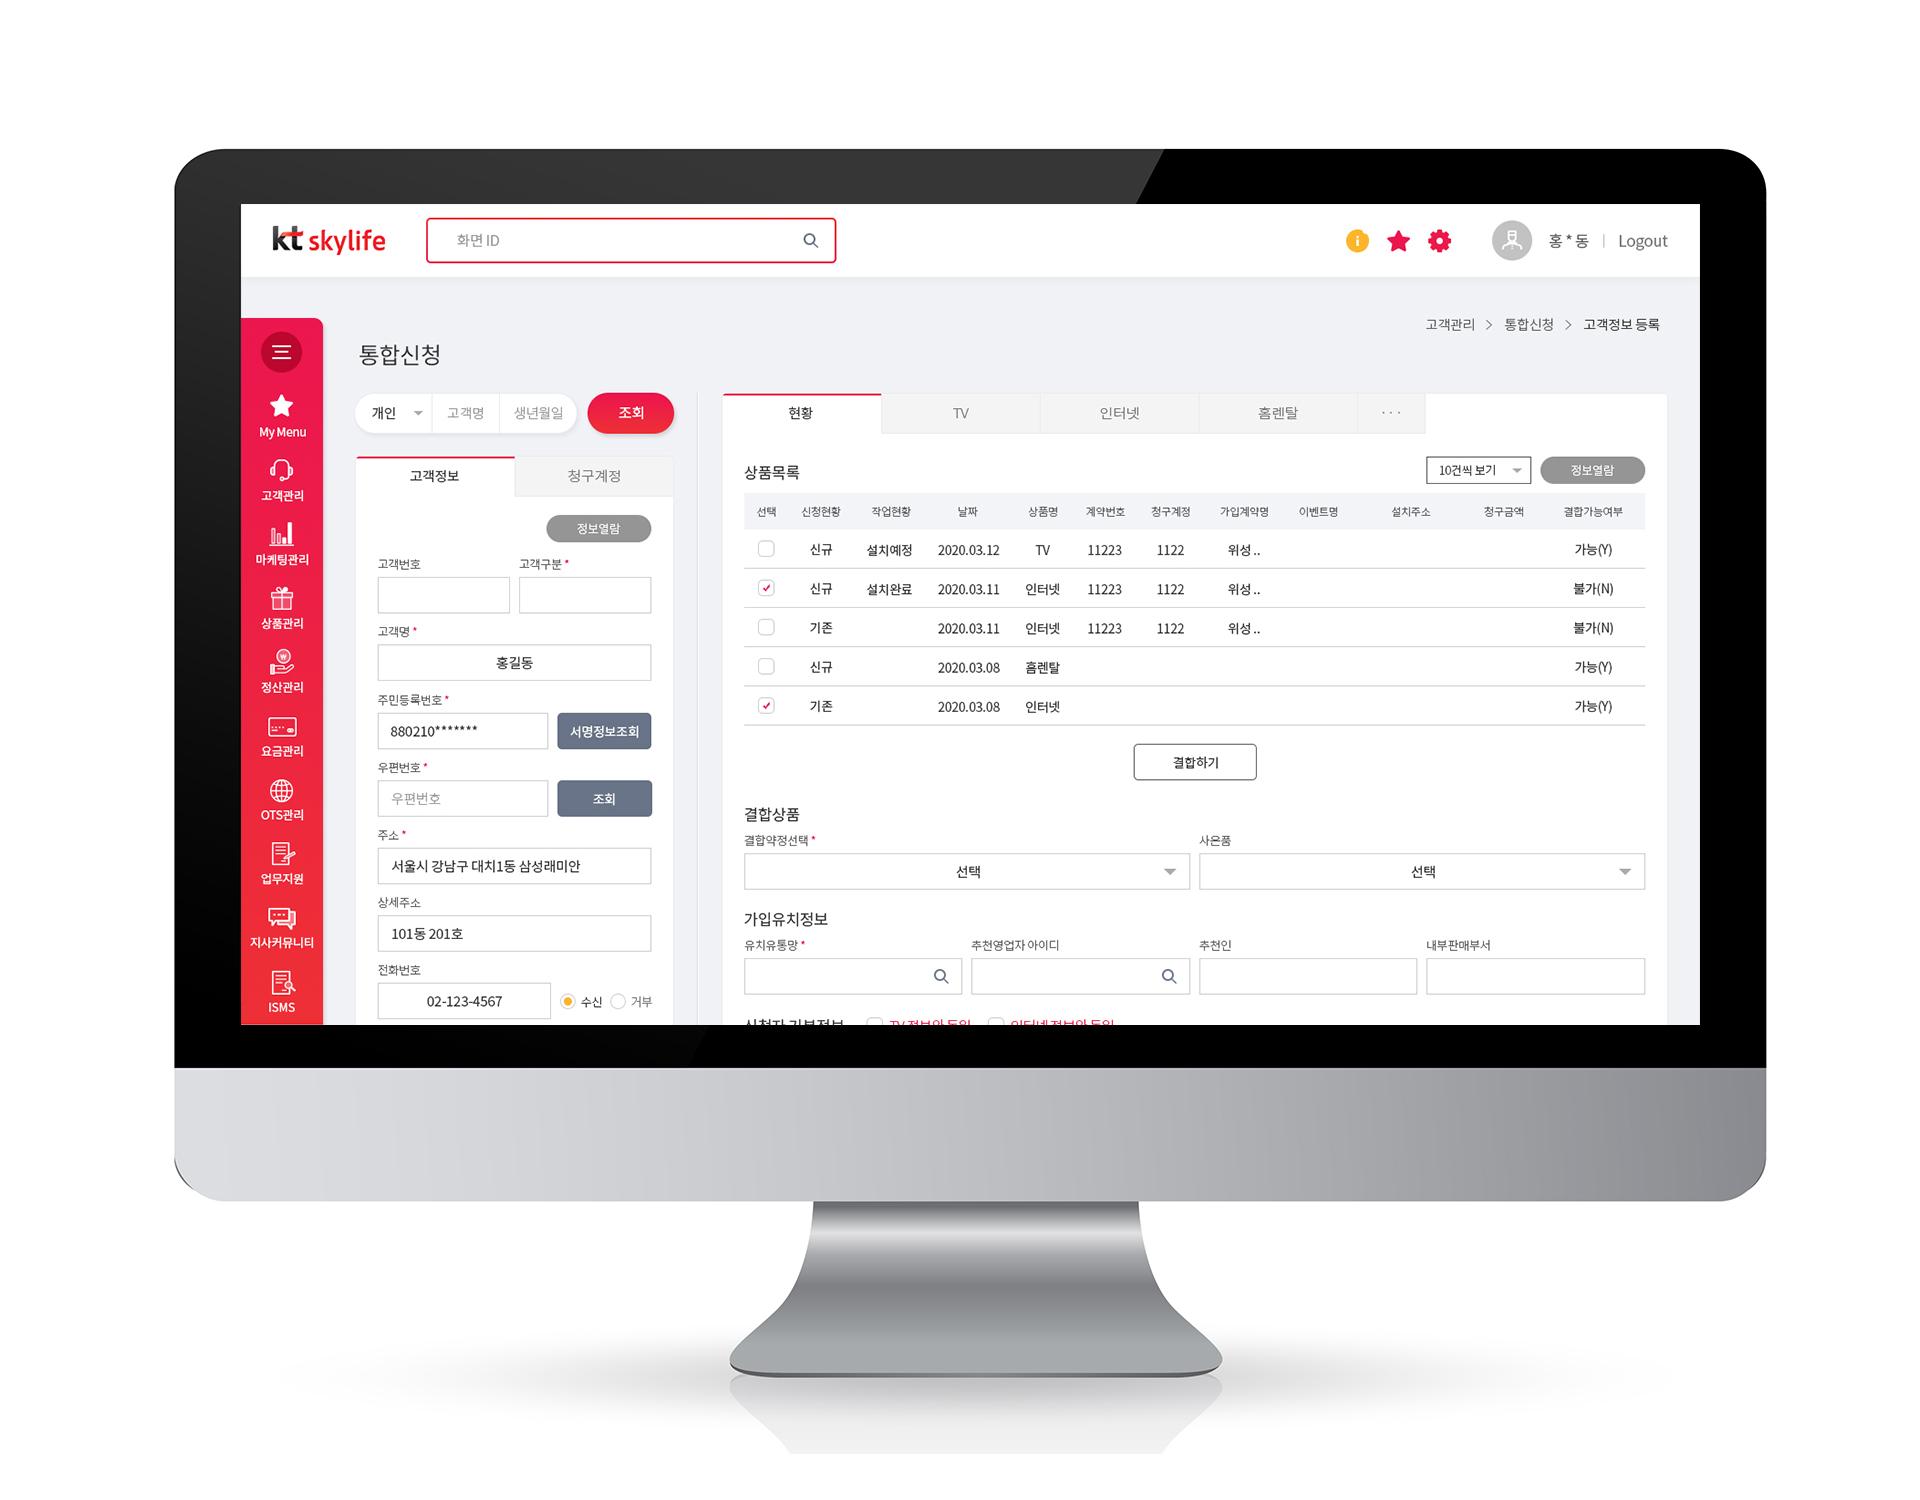 kt skylife
화면 ID
홍 * 동 | Logout
고객관리 > 통합신청 > 고객정보 등록
통합신청
My Menu
고객관리
마케팅관리
상품관리
정산관리
요금관리
OTS관리
업무지원
지사커뮤니티
ISMS
개인 고객명 생년월일 조회
고객정보 청구계정
정보열람
고객번호 고객구분 *
고객명 *
홍길동
주민등록번호 *
880210******* 서명정보조회
우편번호 *
우편번호 조회
주소 *
서울시 강남구 대치1동 삼성래미안
상세주소
101동 201호
전화번호
02-123-4567 수신 거부
현황 TV 인터넷 홈렌탈 ...
상품목록 10건씩 보기 정보열람
선택 신청현황 작업현황 날짜 상품명 계약번호 청구계정 가입계약명 이벤트명 설치주소 청구금액 결합가능여부
신규 설치예정 2020.03.12 TV 11223 1122 위성.. 가능(Y)
신규 설치완료 2020.03.11 인터넷 11223 1122 위성.. 불가(N)
기존 2020.03.11 인터넷 11223 1122 위성.. 불가(N)
신규 2020.03.08 홈렌탈 가능(Y)
기존 2020.03.08 인터넷 가능(Y)
결합하기
결합상품
결합약정선택 * 사은품
선택 선택
가입유치정보
유치유통망 * 추천영업자 아이디 추천인 내부판매부서